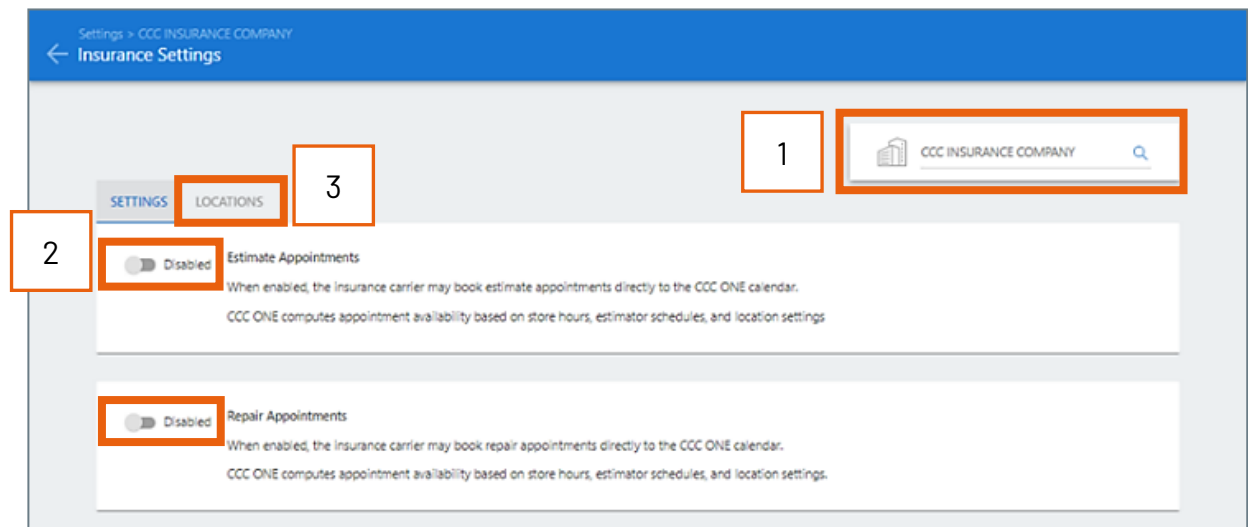 Settings > CCC INSURANCE COMPANY
Insurance Settings
1
CCC INSURANCE COMPANY
3
SETTINGS LOCATIONS
2
Disabled
Estimate Appointments
When enabled, the insurance carrier may book estimate appointments directly to the CCC ONE calendar.
CCC ONE computes appointment availability based on store hours, estimator schedules, and location settings
Disabled
Repair Appointments
When enabled, the insurance carrier may book repair appointments directly to the CCC ONE calendar.
CCC ONE computes appointment availability based on store hours, estimator schedules, and location settings.